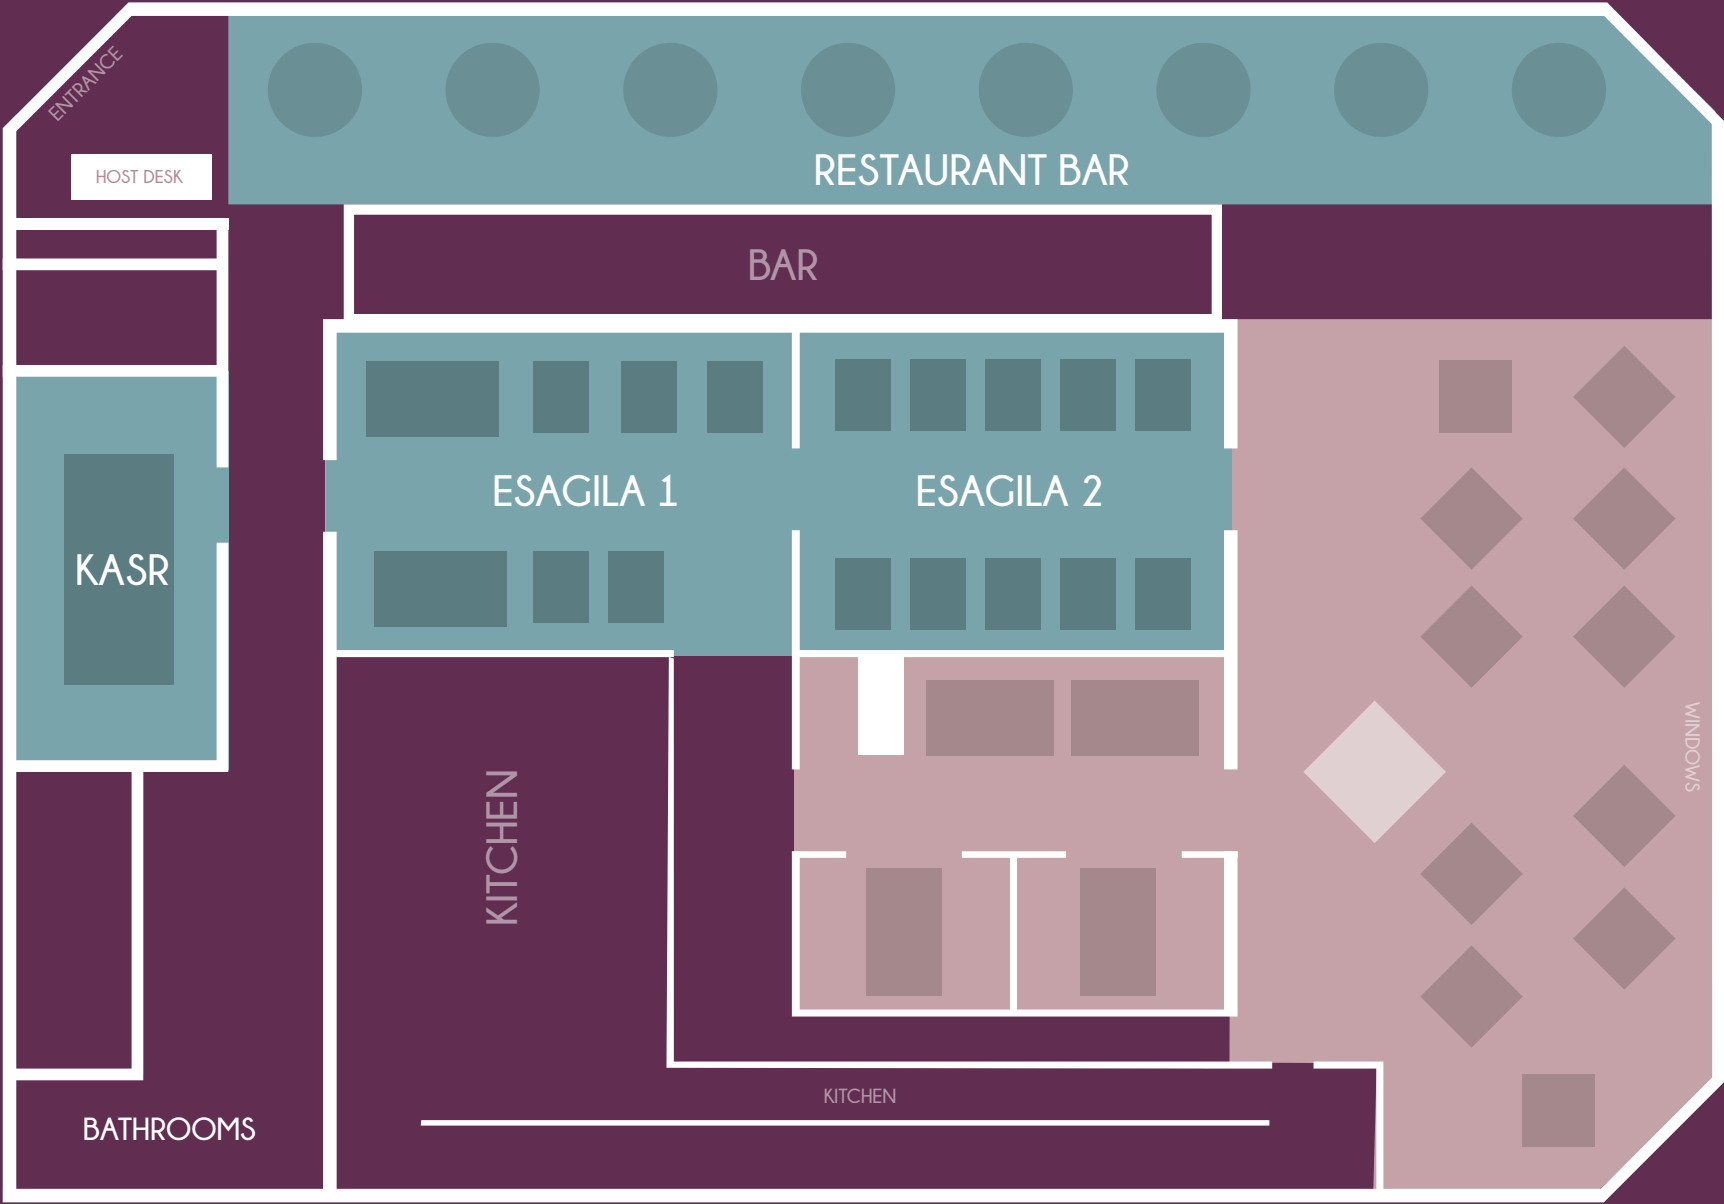 ENTRANCE
HOST DESK
RESTAURANT BAR
BAR
ESAGILA 1
ESAGILA 2
KASR
WINDOWS
KITCHEN
KITCHEN
BATHROOMS